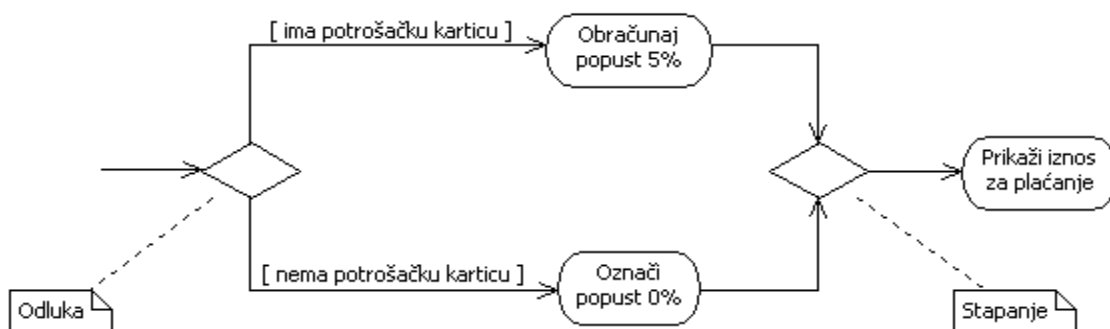 [ ima potrošačku karticu ]
Obračunaj
popust 5%
Prikaži iznos
za plaćanje
[ nema potrošačku karticu ]
Označi
popust 0%
Odluka
Stapanje